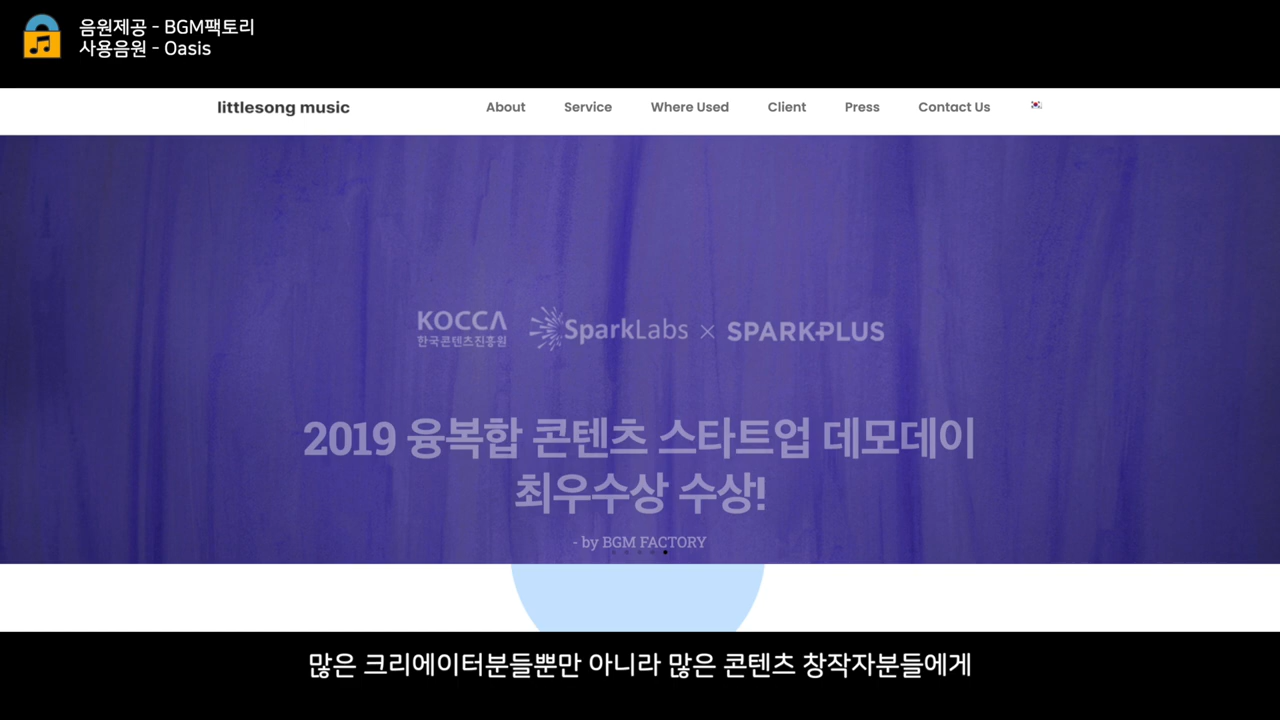 음원제공 - BGM팩토리
사용음원 - Oasis
littlesong music About Service Where Used Client Press Contact Us
KOCCA 한국콘텐츠진흥원 SparkLabs × SPARKPLUS
2019 융복합 콘텐츠 스타트업 데모데이
최우수상 수상!
- by BGM FACTORY
많은 크리에이터분들뿐만 아니라 많은 콘텐츠 창작자분들에게